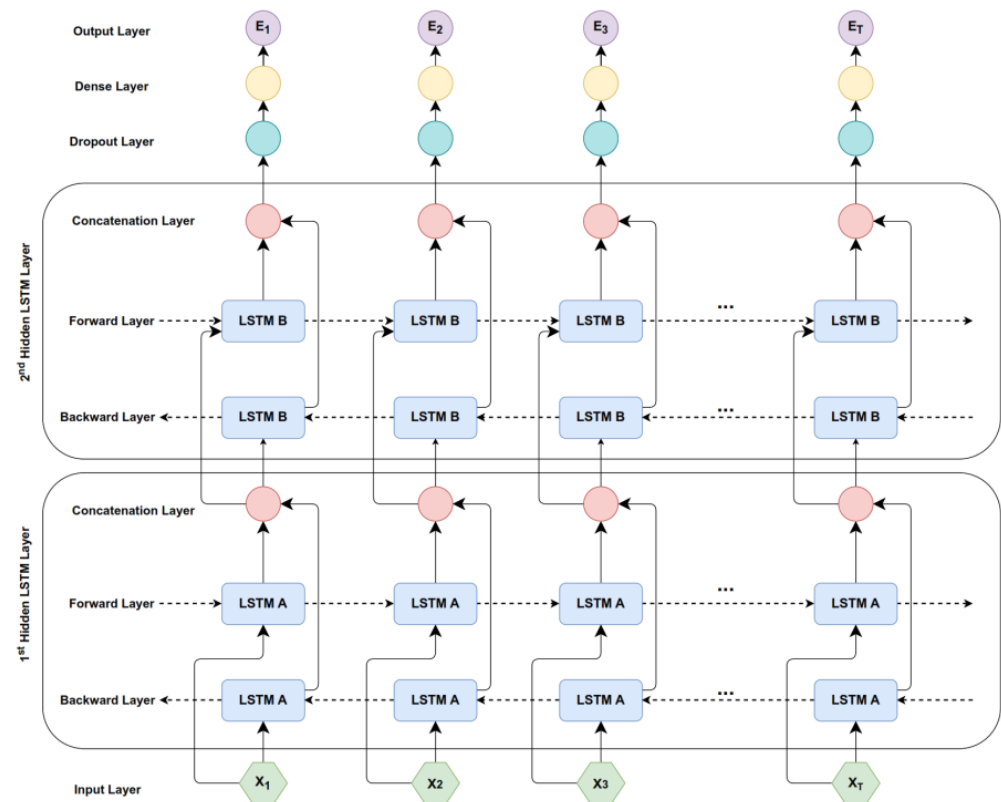 Output Layer E1 E2 E3 ET
Dense Layer
Dropout Layer
2nd Hidden LSTM Layer
Concatenation Layer
Forward Layer LSTM B LSTM B LSTM B ... LSTM B
Backward Layer LSTM B LSTM B LSTM B ... LSTM B
1st Hidden LSTM Layer
Concatenation Layer
Forward Layer LSTM A LSTM A LSTM A ... LSTM A
Backward Layer LSTM A LSTM A LSTM A ... LSTM A
Input Layer X1 X2 X3 XT